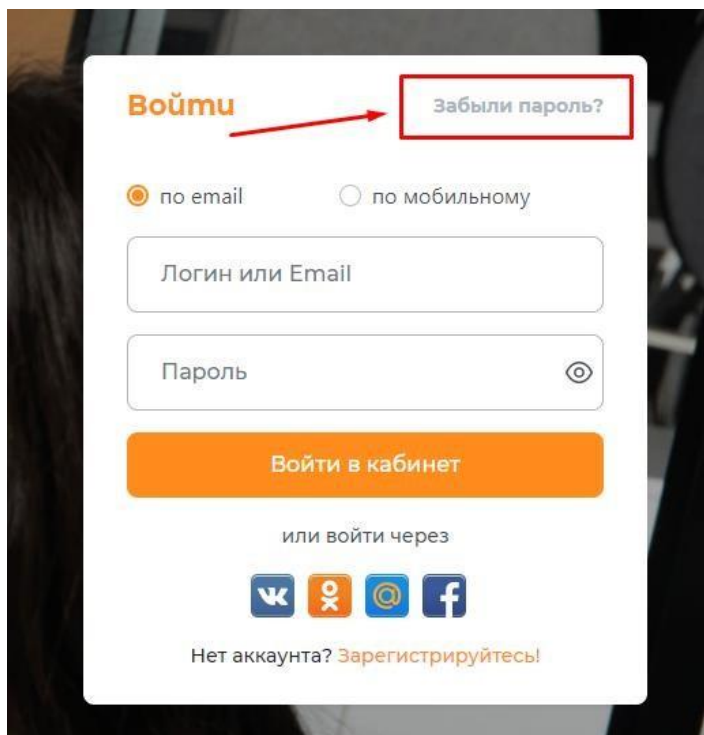 Войти
Забыли пароль?
по email
по мобильному
Логин или Email
Пароль
Войти в кабинет
или войти через
Нет аккаунта? Зарегистрируйтесь!